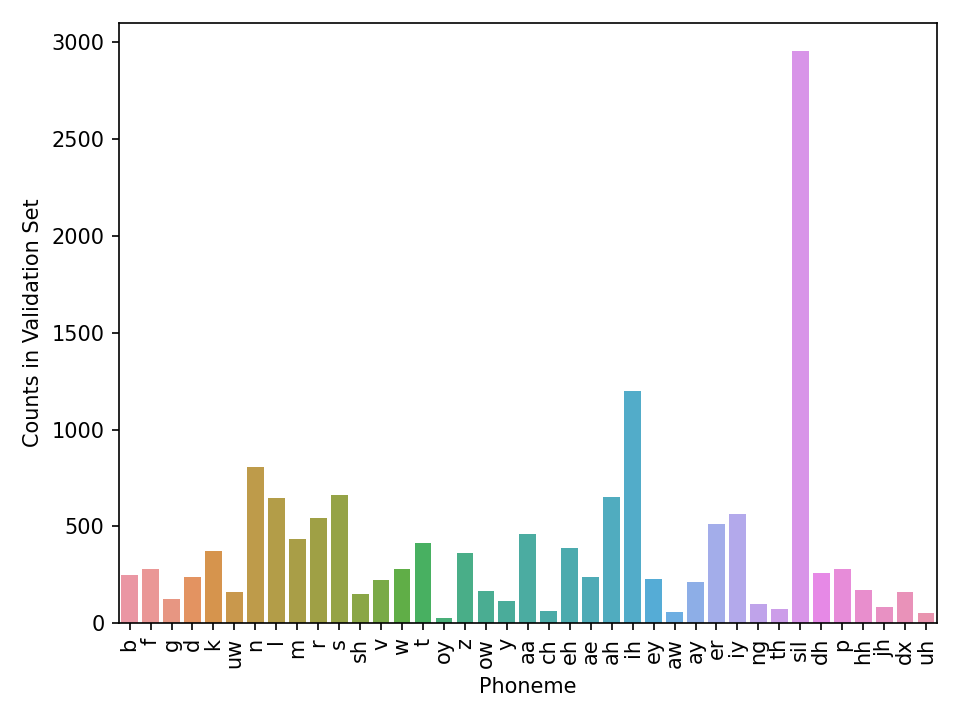 3000
2500
2000
1500
1000
500
0
Counts in Validation Set
b f g d k uw n l m r s sh v w t oy z ow y aa ch eh ae ah ih ey aw ay er iy ng th sil dh p hh jh dx uh
Phoneme